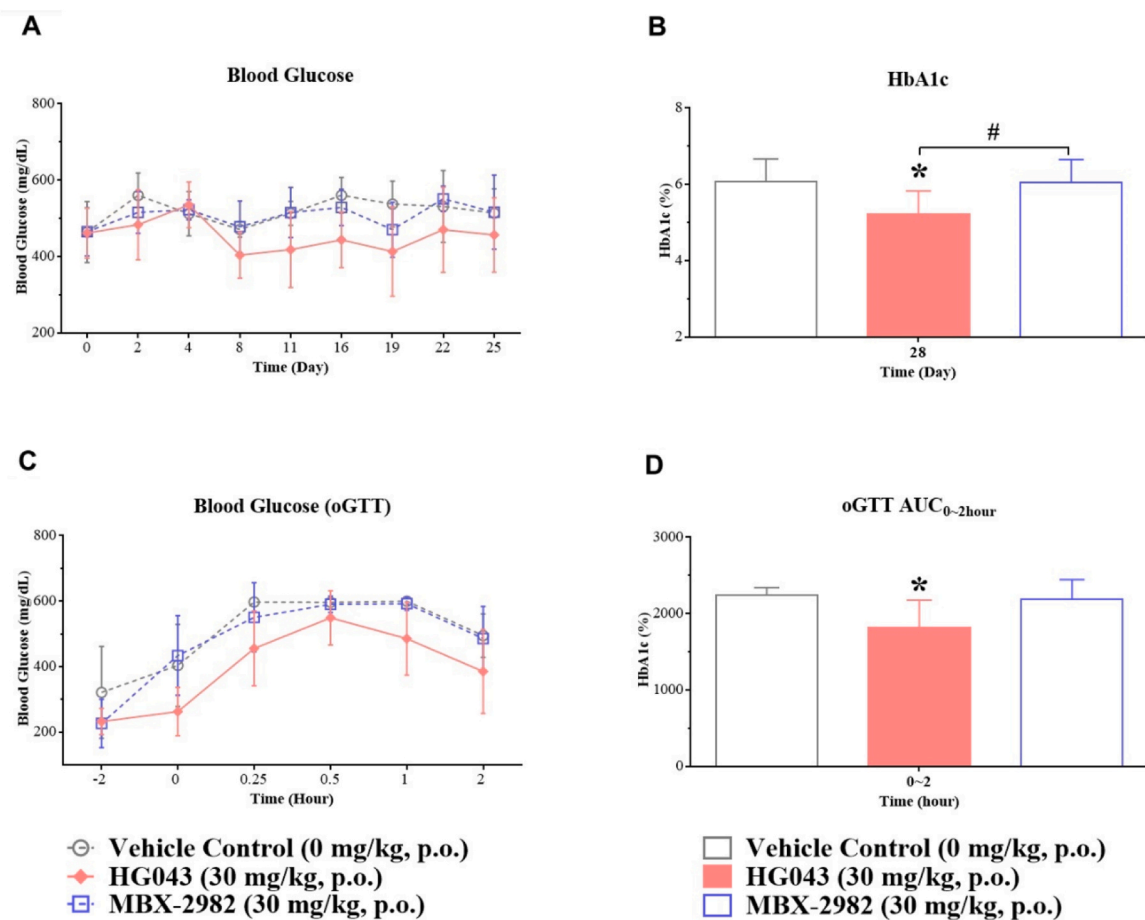 A
Blood Glucose
Blood Glucose (mg/dL)
800
600
400
200
0 2 4 8 11 16 19 22 25
Time (Day)
B
HbA1c
HbA1c (%)
8
6
4
2
*
#
28
Time (Day)
C
Blood Glucose (oGTT)
Blood Glucose (mg/dL)
800
600
400
200
-2 0 0.25 0.5 1 2
Time (Hour)
D
oGTT AUC0~2hour
HbA1c (%)
3000
2000
1000
0
*
0~2
Time (hour)
Vehicle Control (0 mg/kg, p.o.)
HG043 (30 mg/kg, p.o.)
MBX-2982 (30 mg/kg, p.o.)
Vehicle Control (0 mg/kg, p.o.)
HG043 (30 mg/kg, p.o.)
MBX-2982 (30 mg/kg, p.o.)